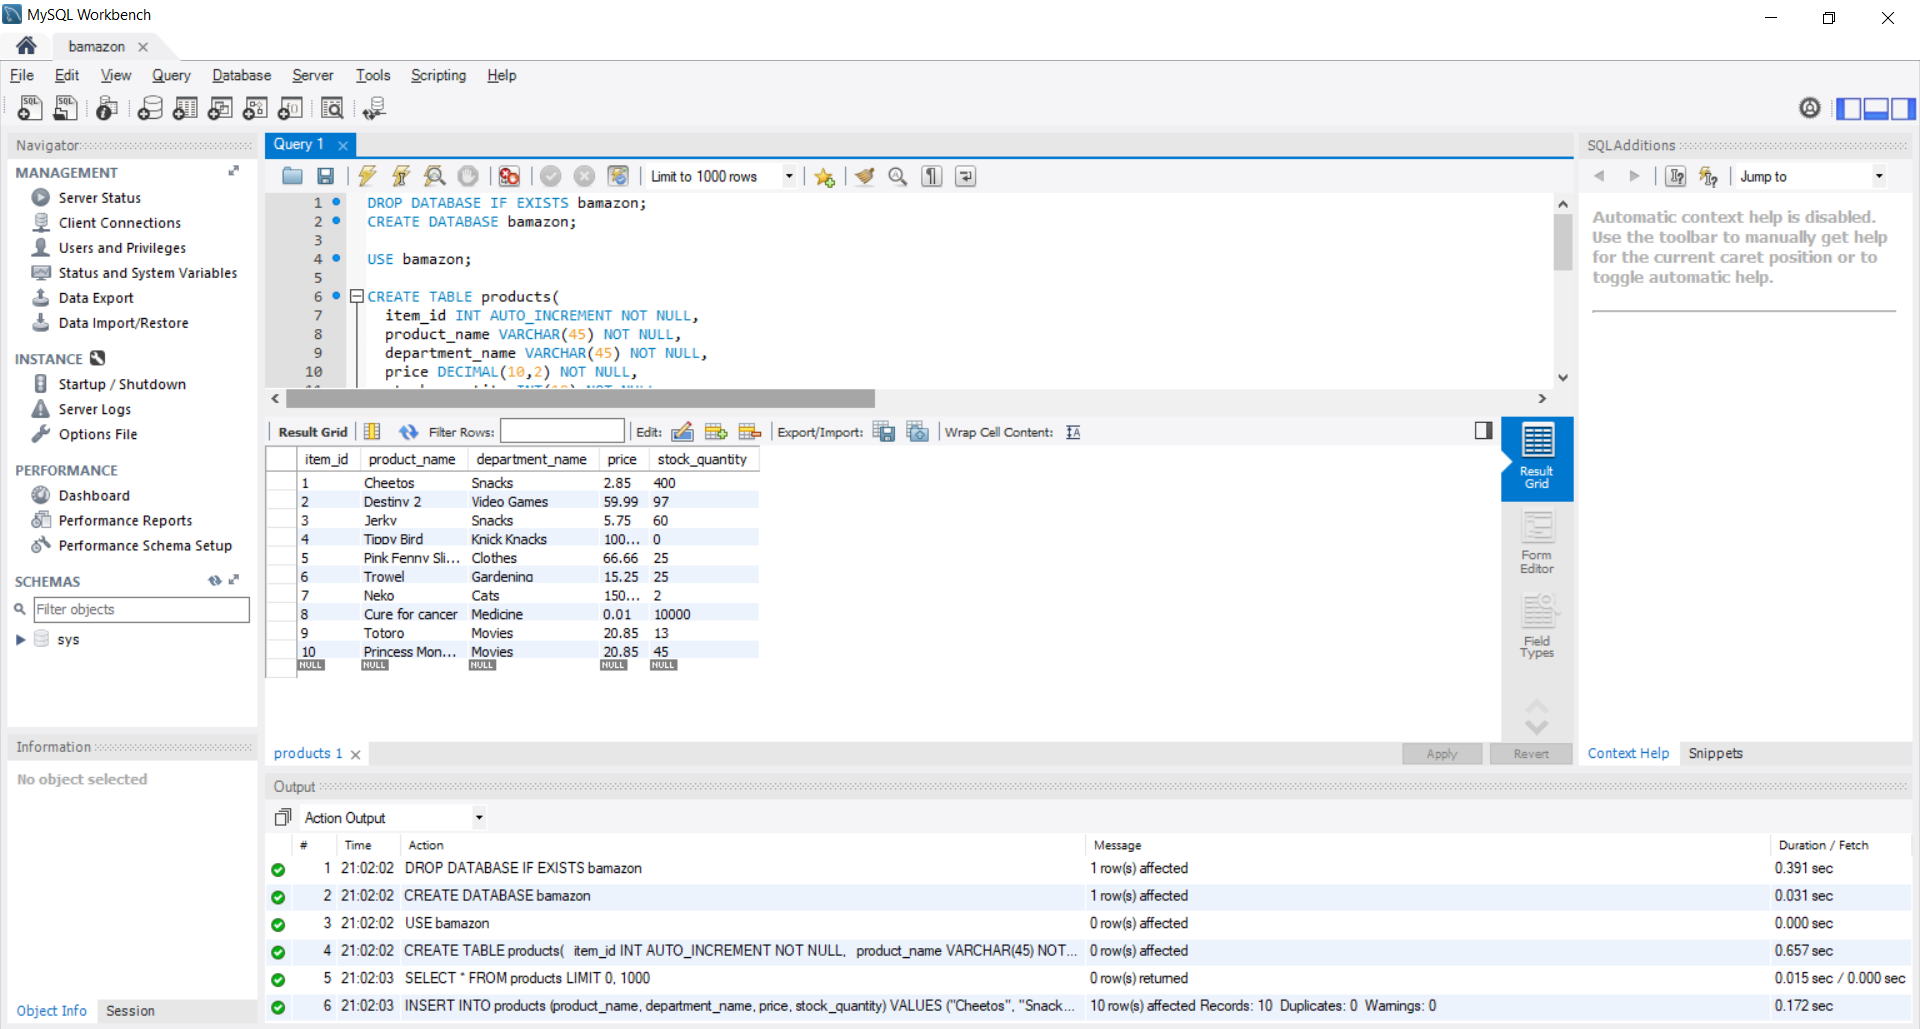 MySQL Workbench
bamazon
File Edit View Query Database Server Tools Scripting Help
Navigator
MANAGEMENT
Server Status
Client Connections
Users and Privileges
Status and System Variables
Data Export
Data Import/Restore
INSTANCE
Startup / Shutdown
Server Logs
Options File
PERFORMANCE
Dashboard
Performance Reports
Performance Schema Setup
SCHEMAS
Filter objects
sys
Information
No object selected
Object Info Session
Query 1
Limit to 1000 rows
1 DROP DATABASE IF EXISTS bamazon;
2 CREATE DATABASE bamazon;
3
4 USE bamazon;
5
6 CREATE TABLE products(
7 item_id INT AUTO_INCREMENT NOT NULL,
8 product_name VARCHAR(45) NOT NULL,
9 department_name VARCHAR(45) NOT NULL,
10 price DECIMAL(10,2) NOT NULL,
Result Grid Filter Rows: Edit: Export/Import: Wrap Cell Content:
item_id product_name department_name price stock_quantity
1 Cheetos Snacks 2.85 400
2 Destiny 2 Video Games 59.99 97
3 Jerky Snacks 5.75 60
4 Tippy Bird Knick Knacks 100... 0
5 Pink Fenny Sli... Clothes 66.66 25
6 Trowel Gardening 15.25 25
7 Neko Cats 150... 2
8 Cure for cancer Medicine 0.01 10000
9 Totoro Movies 20.85 13
10 Princess Mon... Movies 20.85 45
NULL NULL NULL NULL NULL
Result
Grid
Form
Editor
Field
Types
products 1
Apply Revert
SQLAdditions
Jump to
Automatic context help is disabled.
Use the toolbar to manually get help
for the current caret position or to
toggle automatic help.
Context Help Snippets
Output
Action Output
# Time Action Message Duration / Fetch
1 21:02:02 DROP DATABASE IF EXISTS bamazon 1 row(s) affected 0.391 sec
2 21:02:02 CREATE DATABASE bamazon 1 row(s) affected 0.031 sec
3 21:02:02 USE bamazon 0 row(s) affected 0.000 sec
4 21:02:02 CREATE TABLE products( item_id INT AUTO_INCREMENT NOT NULL, product_name VARCHAR(45) NOT... 0 row(s) affected 0.657 sec
5 21:02:03 SELECT * FROM products LIMIT 0, 1000 0 row(s) returned 0.015 sec / 0.000 sec
6 21:02:03 INSERT INTO products (product_name, department_name, price, stock_quantity) VALUES ("Cheetos", "Snack... 10 row(s) affected Records: 10 Duplicates: 0 Warnings: 0 0.172 sec